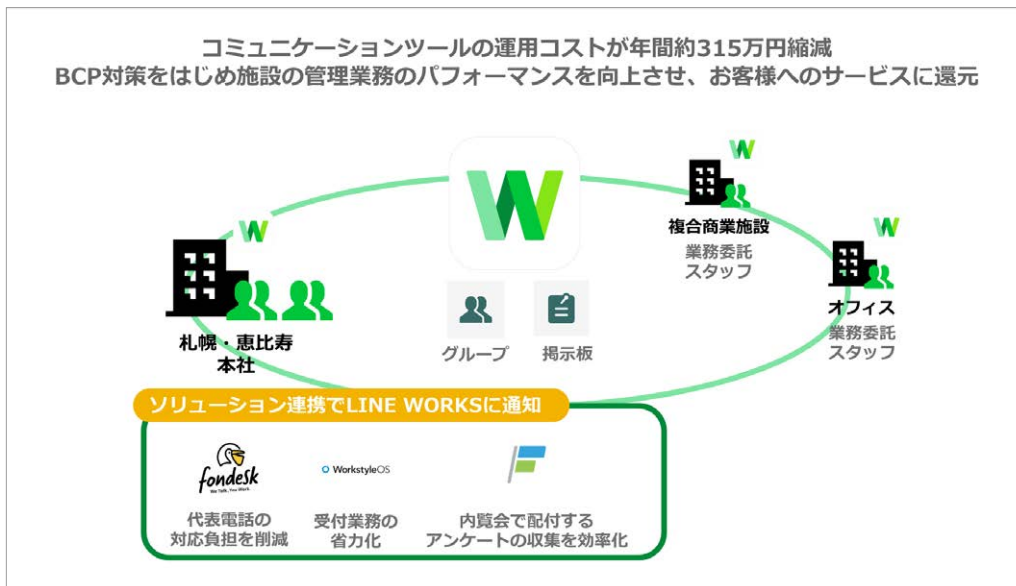 コミュニケーションツールの運用コストが年間約315万円縮減
BCP対策をはじめ施設の管理業務のパフォーマンスを向上させ、お客様へのサービスに還元
複合商業施設
業務委託
スタッフ
オフィス
業務委託
スタッフ
札幌・恵比寿
本社
グループ
掲示板
ソリューション連携でLINE WORKSに通知
fondesk
We Talk, You Work.
WorkstyleOS
代表電話の
対応負担を削減
受付業務の
省力化
内覧会で配付する
アンケートの収集を効率化